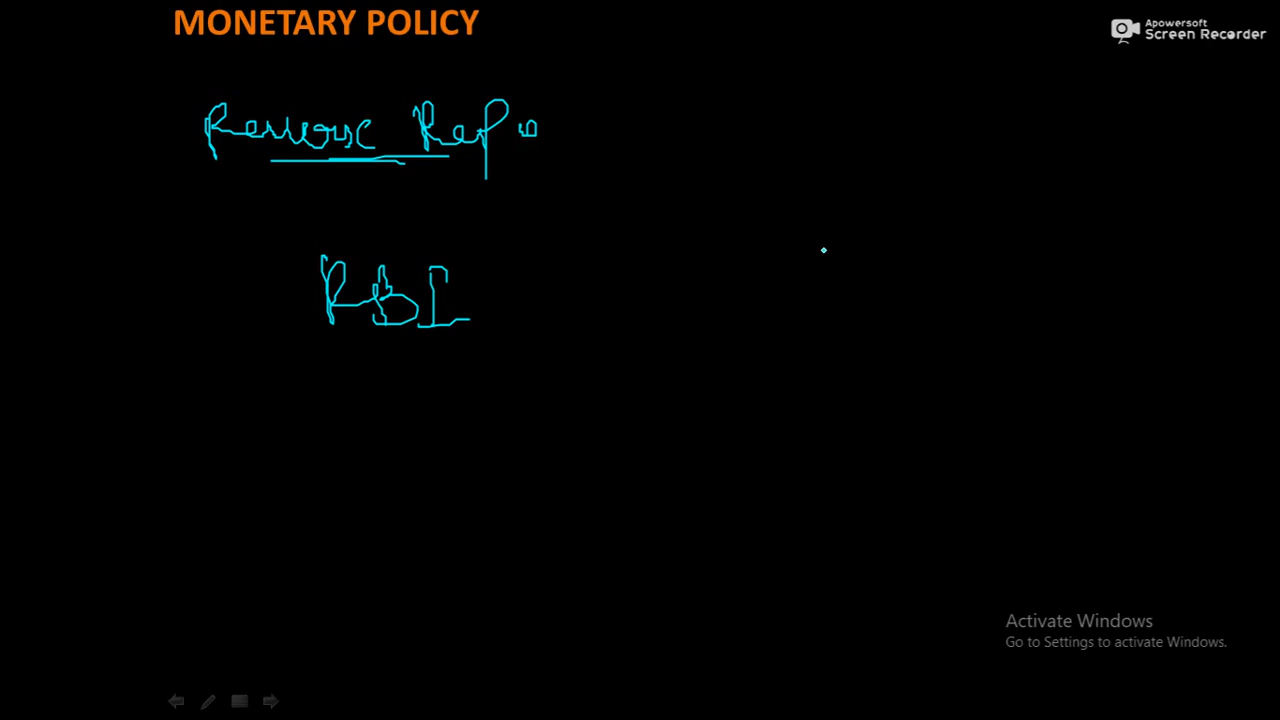 MONETARY POLICY
Apowersoft
Screen Recorder
Reverse Repo
RBI
Activate Windows
Go to Settings to activate Windows.